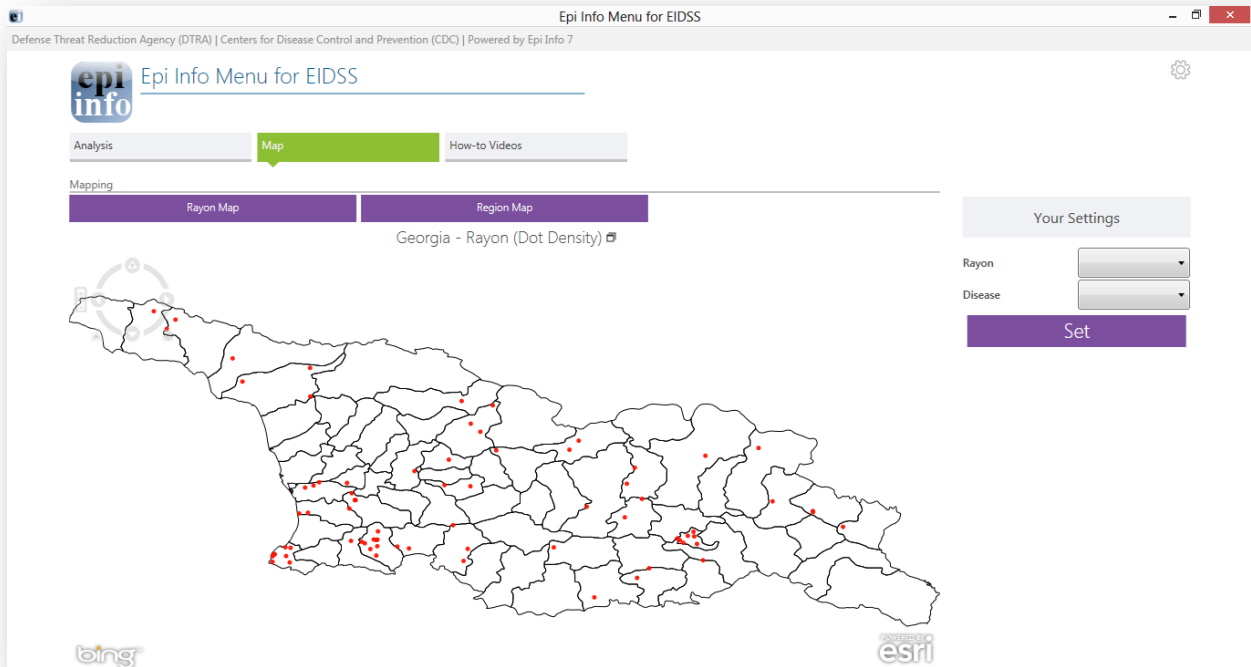 Epi Info Menu for EIDSS
Defense Threat Reduction Agency (DTRA) | Centers for Disease Control and Prevention (CDC) | Powered by Epi Info 7
epi info
Epi Info Menu for EIDSS
Analysis
Map
How-to Videos
Mapping
Rayon Map
Region Map
Your Settings
Georgia - Rayon (Dot Density)
Rayon
Disease
Set
bing
POWERED BY
esri